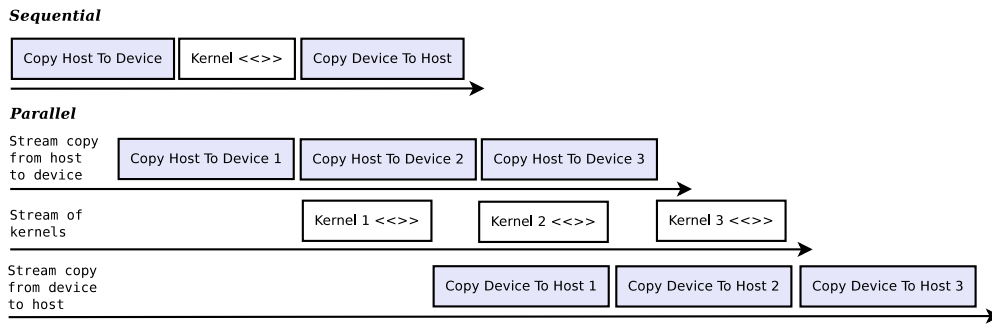 Sequential
Copy Host To Device
Kernel <<>>
Copy Device To Host
Parallel
Stream copy
from host
to device
Copy Host To Device 1
Copy Host To Device 2
Copy Host To Device 3
Stream of
kernels
Kernel 1 <<>>
Kernel 2 <<>>
Kernel 3 <<>>
Stream copy
from device
to host
Copy Device To Host 1
Copy Device To Host 2
Copy Device To Host 3